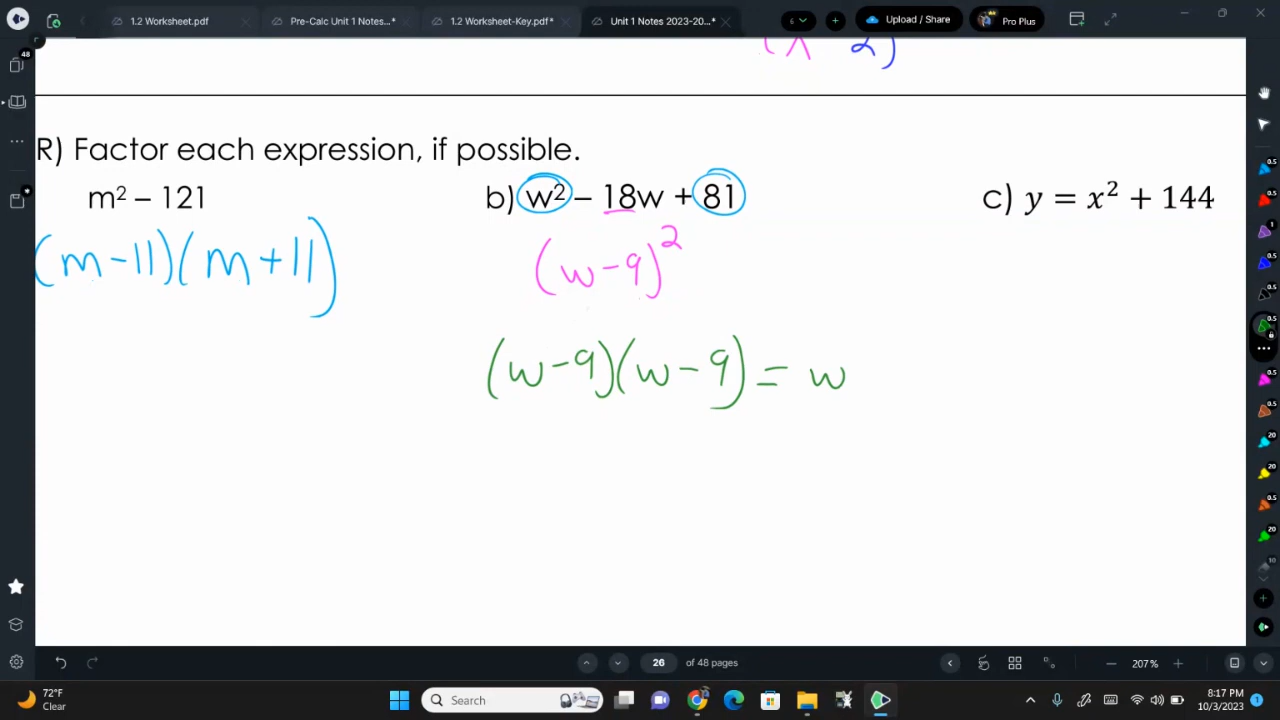 1.2 Worksheet.pdf
Pre-Calc Unit 1 Notes...*
1.2 Worksheet-Key.pdf*
Unit 1 Notes 2023-20...*
6
Upload / Share
Pro Plus
48
R) Factor each expression, if possible.
m² – 121
b) w² – 18w + 81
c) y = x² + 144
(m - 11)(m + 11)
(w - 9)²
(w - 9)(w - 9) = w
26 of 48 pages
207%
72°F
Clear
Search
8:17 PM
10/3/2023